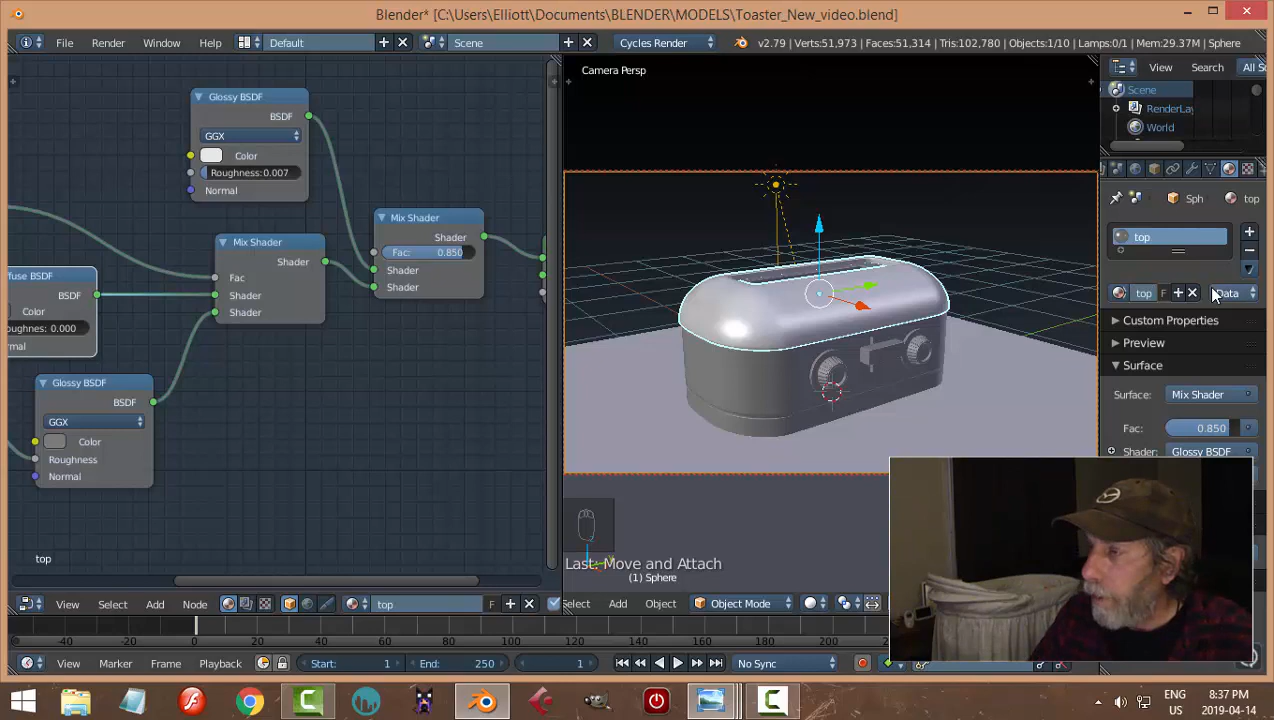 Blender* [C:\Users\Elliott\Documents\BLENDER\MODELS\Toaster_New_video.blend]
File Render Window Help Default Scene Cycles Render v2.79 | Verts:51,973 | Faces:51,314 | Tris:102,780 | Objects:1/10 | Lamps:0/1 | Mem:29.37M | Sphere
Camera Persp
View Search All Sc
Scene
RenderLay
World
Glossy BSDF
BSDF
GGX
Color
Roughness:0.007
Normal
Mix Shader
Shader
Fac: 0.850
Shader
Shader
Mix Shader
Shader
Fac
Shader
Shader
ffuse BSDF
BSDF
Color
oughnes: 0.000
rmal
Glossy BSDF
BSDF
GGX
Color
Roughness
Normal
top
Sph top
top
top F Data
Custom Properties
Preview
Surface
Surface: Mix Shader
Fac: 0.850
Shader: Glossy BSDF
Last: Move and Attach
(1) Sphere
View Select Add Node top F
Select Add Object Object Mode
-40 -20 0 20 40 60 80 100 120 140 160 180 200
View Marker Frame Playback Start: 1 End: 250 1 No Sync
ENG 8:37 PM
US 2019-04-14